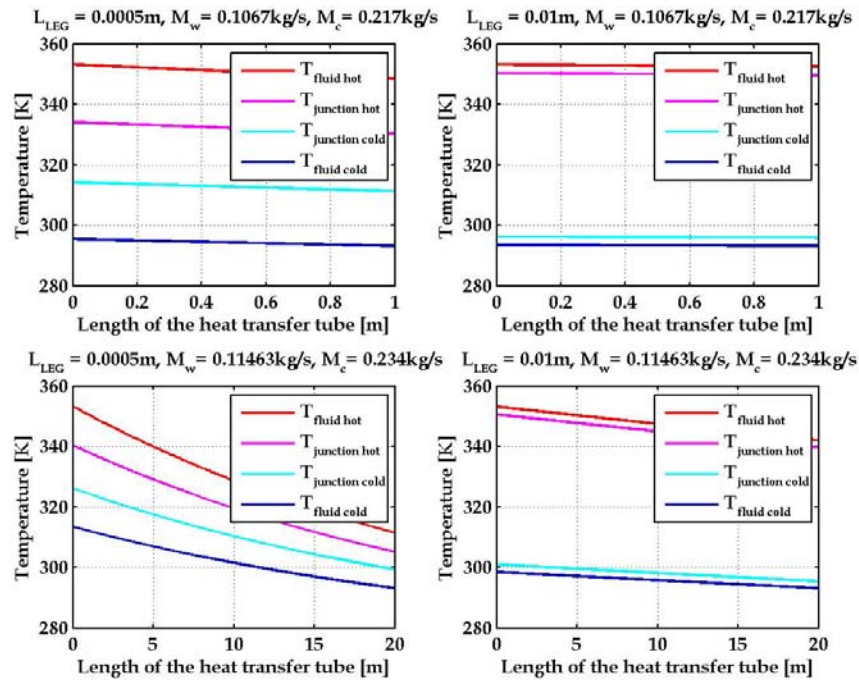 L_LEG = 0.0005m, M_w= 0.1067kg/s, M_c= 0.217kg/s
360
340
320
300
280
Temperature [K]
T_fluid hot
T_junction hot
T_junction cold
T_fluid cold
0 0.2 0.4 0.6 0.8 1
Length of the heat transfer tube [m]
L_LEG = 0.01m, M_w= 0.1067kg/s, M_c= 0.217kg/s
360
340
320
300
280
Temperature [K]
T_fluid hot
T_junction hot
T_junction cold
T_fluid cold
0 0.2 0.4 0.6 0.8 1
Length of the heat transfer tube [m]
L_LEG = 0.0005m, M_w= 0.11463kg/s, M_c= 0.234kg/s
360
340
320
300
280
Temperature [K]
T_fluid hot
T_junction hot
T_junction cold
T_fluid cold
0 5 10 15 20
Length of the heat transfer tube [m]
L_LEG = 0.01m, M_w= 0.11463kg/s, M_c= 0.234kg/s
360
340
320
300
280
Temperature [K]
T_fluid hot
T_junction hot
T_junction cold
T_fluid cold
0 5 10 15 20
Length of the heat transfer tube [m]